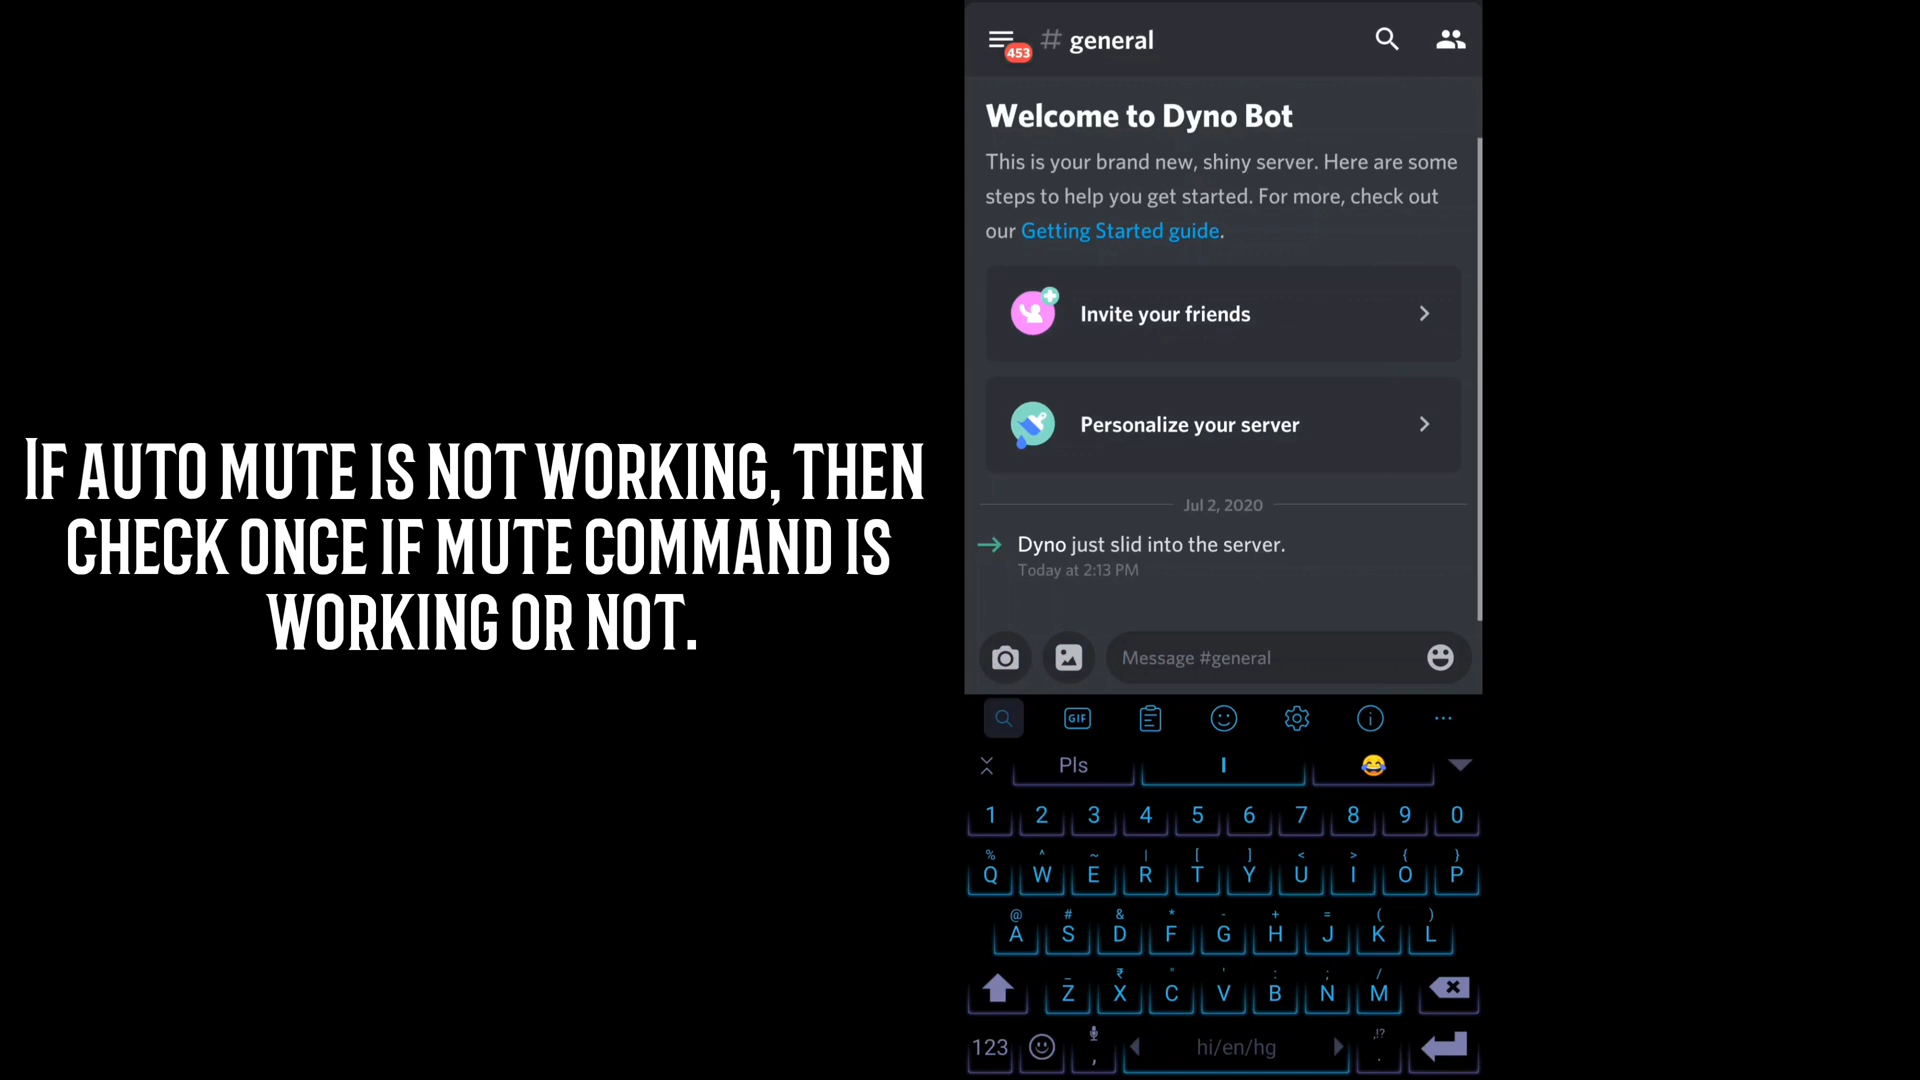 If auto mute is not working, then
check once if mute command is
working or not.
453
# general
Welcome to Dyno Bot
This is your brand new, shiny server. Here are some
steps to help you get started. For more, check out
our Getting Started guide.
Invite your friends
Personalize your server
Jul 2, 2020
Dyno just slid into the server.
Today at 2:13 PM
Message #general
GIF
Pls I 😂
1 2 3 4 5 6 7 8 9 0
% ^ ~ | [ ] < > { }
Q W E R T Y U I O P
@ # & * - + = ( )
A S D F G H J K L
_ ₹ " ' : ; /
Z X C V B N M
,!?
123 , hi/en/hg .